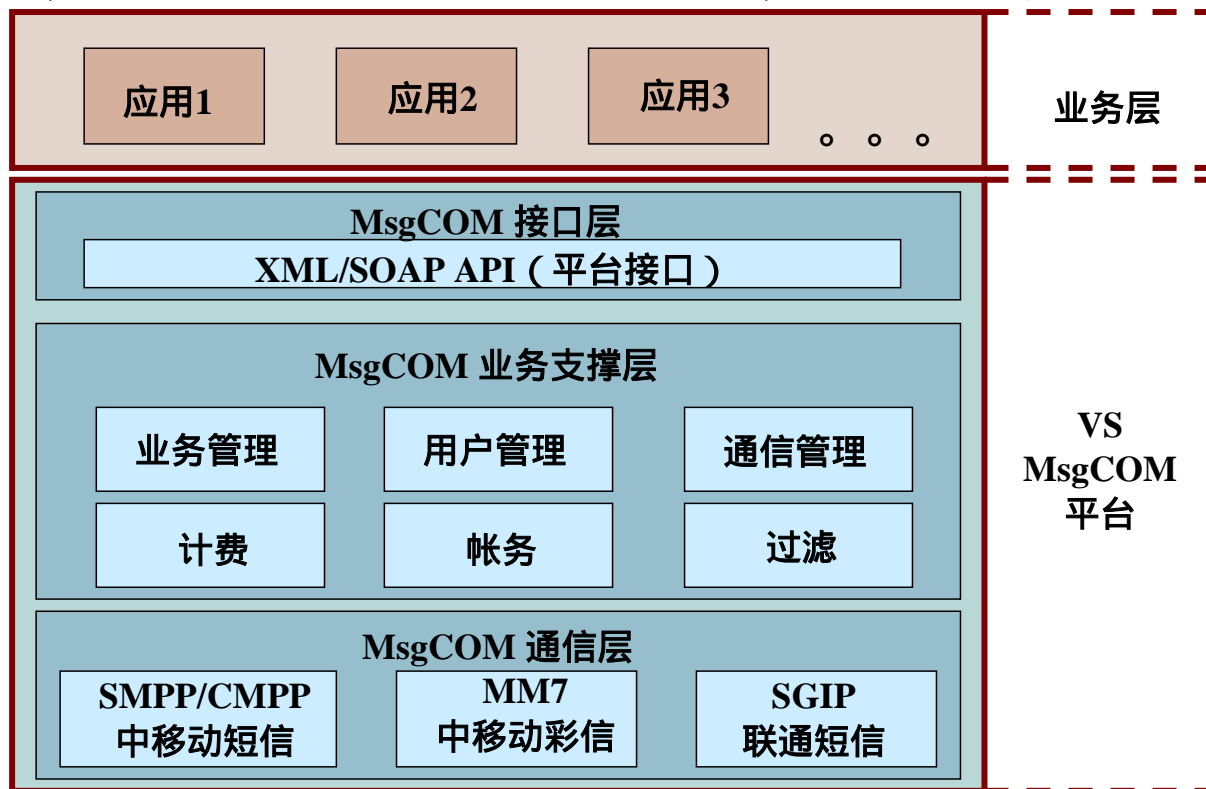 应用1
应用2
应用3
。。。
业务层
MsgCOM 接口层
XML/SOAP API（平台接口）
MsgCOM 业务支撑层
业务管理
用户管理
通信管理
计费
帐务
过滤
VS
MsgCOM
平台
MsgCOM 通信层
SMPP/CMPP
中移动短信
MM7
中移动彩信
SGIP
联通短信